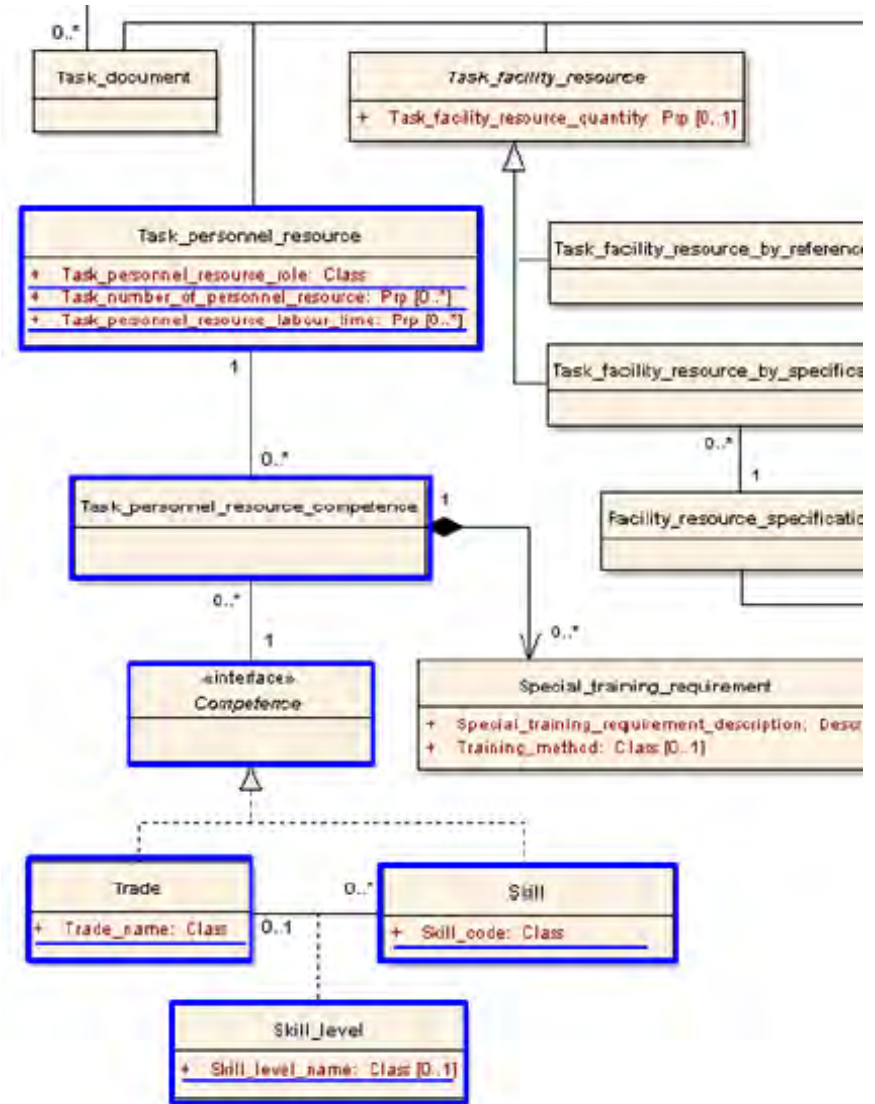 0..*
Task_document
Task_facility_resource
+ Task_facility_resource_quantity: Prp [0..1]
Task_personnel_resource
+ Task_personnel_resource_role: Class
+ Task_number_of_personnel_resource: Prp [0..*]
+ Task_personnel_resource_labour_time: Prp [0..*]
Task_facility_resource_by_reference
Task_facility_resource_by_specifica
1
0..*
0..*
1
Task_personnel_resource_competence
1
Facility_resource_specificatio
0..*
1
0..*
«interface»
Competence
Special_training_requirement
+ Special_training_requirement_description: Descr
+ Training_method: Class [0..1]
Trade
+ Trade_name: Class
0..*
0..1
Skill
+ Skill_code: Class
Skill_level
+ Skill_level_name: Class [0..1]